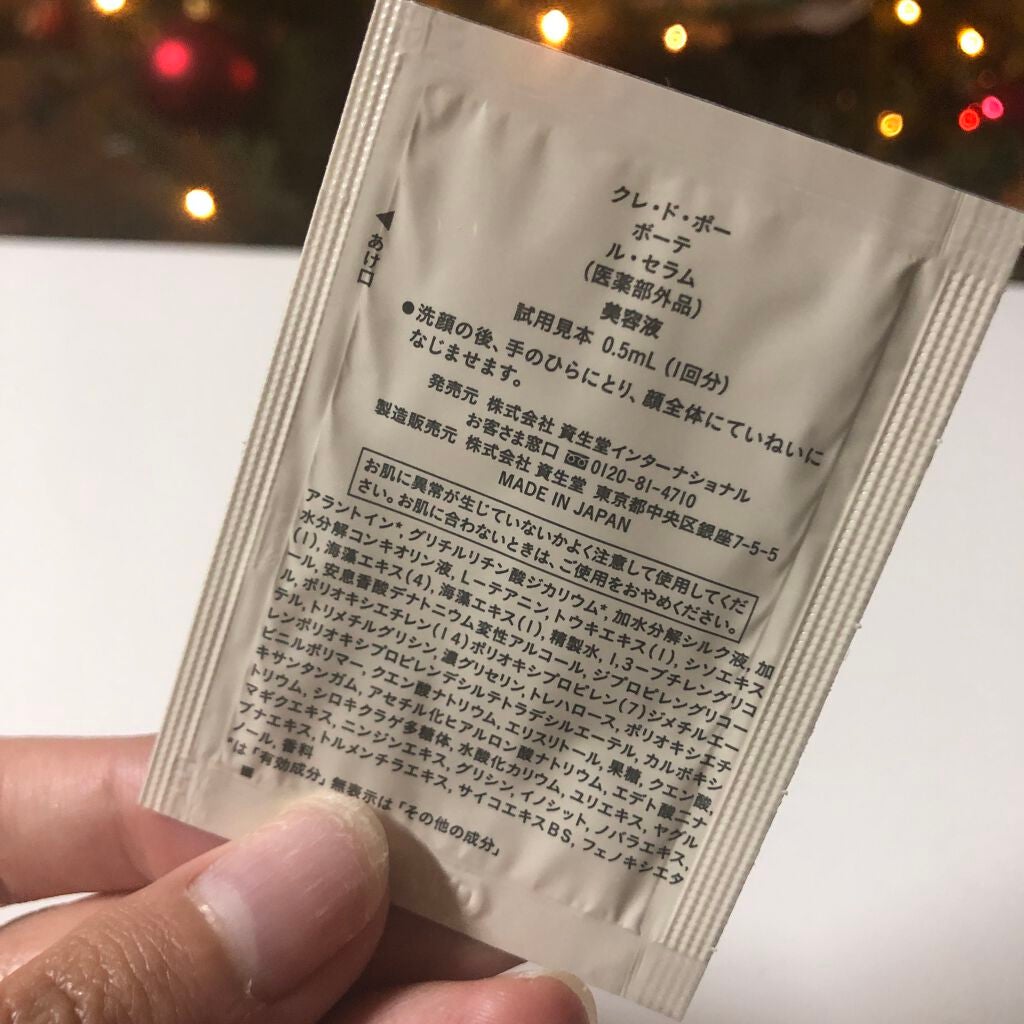 クレ・ド・ポー
ボーテ
ル・セラム
(医薬部外品)
美容液
試用見本 0.5mL (1回分)
●洗顔の後、手のひらにとり、顔全体にていねいに
なじませます。
発売元 株式会社 資生堂インターナショナル
お客さま窓口 0120-81-4710
製造販売元 株式会社 資生堂 東京都中央区銀座7-5-5
MADE IN JAPAN
お肌に異常が生じていないかよく注意して使用してくだ
さい。お肌に合わないときは、ご使用をおやめください。
アラントイン*, グリチルリチン酸ジカリウム*, 加水分解シルク液, 加
水分解コンキオリン液, L-テアニン, トウキエキス(1), シソエキス
(1), 海藻エキス(4), 海藻エキス(1), 精製水, 1,3-ブチレングリコ
ール, 安息香酸デナトニウム変性アルコール, ジプロピレングリコー
ル, ポリオキシエチレン(14)ポリオキシプロピレン(7)ジメチルエー
テル, トリメチルグリシン, 濃グリセリン, トレハロース, ポリオキシエチ
レンポリオキシプロピレンデシルテトラデシルエーテル, カルボキシ
ビニルポリマー, クエン酸ナトリウム, エリスリトール, 果糖, クエン酸,
キサンタンガム, アセチル化ヒアルロン酸ナトリウム, エデト酸二ナ
トリウム, シロキクラゲ多糖体, 水酸化カリウム, ユリエキス, ヤグル
マギクエキス, ニンジンエキス, グリシン, イノシット, ノバラエキス,
ブナエキス, トルメンチラエキス, サイコエキスBS, フェノキシエタ
ノール, 香料
*は「有効成分」無表示は「その他の成分」
◀あけ口